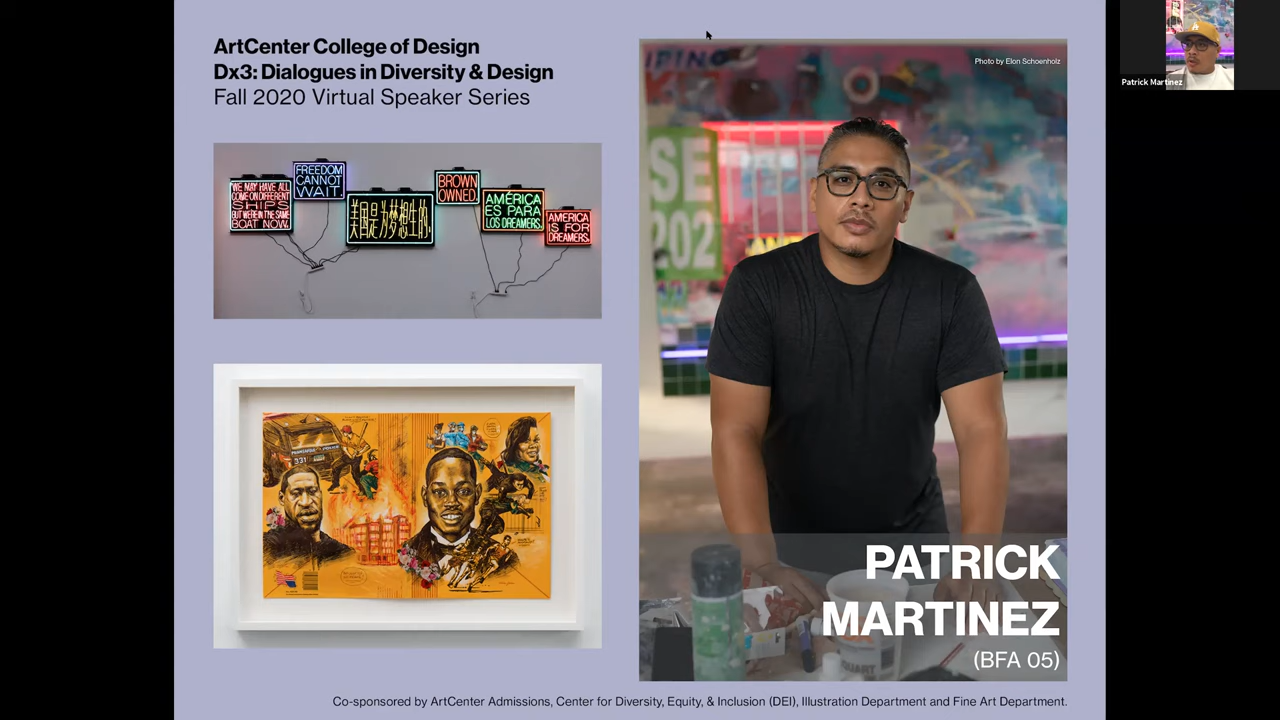 ArtCenter College of Design
Dx3: Dialogues in Diversity & Design
Fall 2020 Virtual Speaker Series
WE MAY HAVE ALL
COME ON DIFFERENT
SHIPS
BUT WE'RE IN THE SAME
BOAT NOW.
FREEDOM
CANNOT
WAIT.
美国是为梦想生的.
BROWN
OWNED.
AMÉRICA
ES PARA
LOS DREAMERS.
AMERICA
IS FOR
DREAMERS.
331
Photo by Elon Schoenholz
SE
202
QUART
PATRICK
MARTINEZ
(BFA 05)
Co-sponsored by ArtCenter Admissions, Center for Diversity, Equity, & Inclusion (DEI), Illustration Department and Fine Art Department.
Patrick Martinez